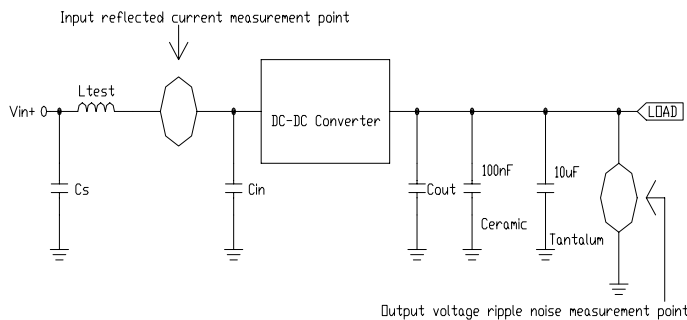 Input reflected current measurement point
Ltest
Vin+
DC-DC Converter
LOAD
Cs
Cin
Cout
100nF
Ceramic
10uF
Tantalum
Output voltage ripple noise measurement point